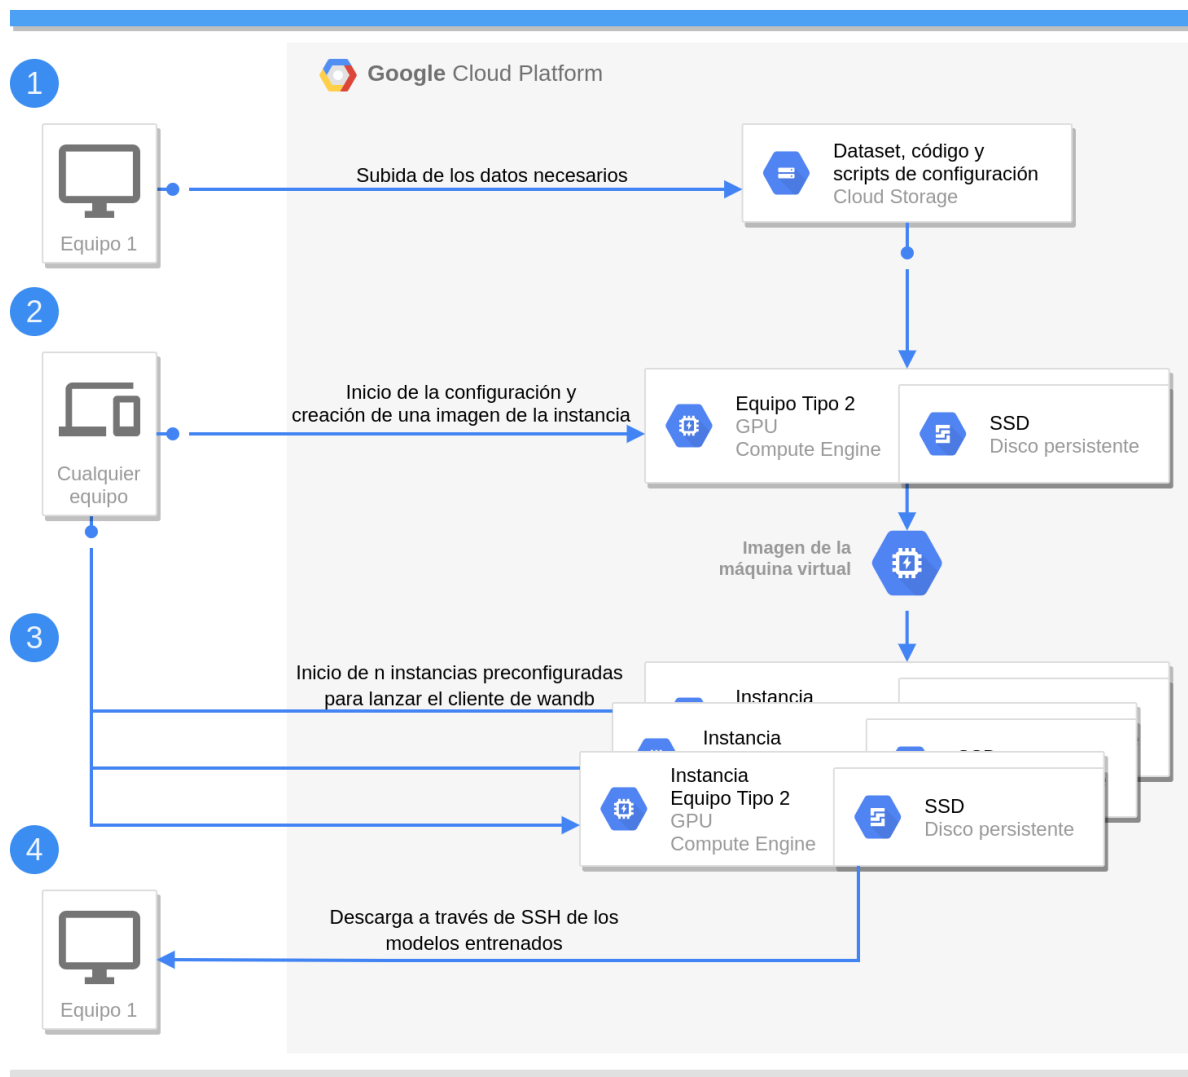 Google Cloud Platform
1
Subida de los datos necesarios
Equipo 1
Dataset, código y
scripts de configuración
Cloud Storage
2
Inicio de la configuración y
creación de una imagen de la instancia
Cualquier
equipo
Equipo Tipo 2
GPU
Compute Engine
SSD
Disco persistente
Imagen de la
máquina virtual
3
Inicio de n instancias preconfiguradas
para lanzar el cliente de wandb
Instancia
Instancia
Instancia
Equipo Tipo 2
GPU
Compute Engine
SSD
Disco persistente
4
Descarga a través de SSH de los
modelos entrenados
Equipo 1